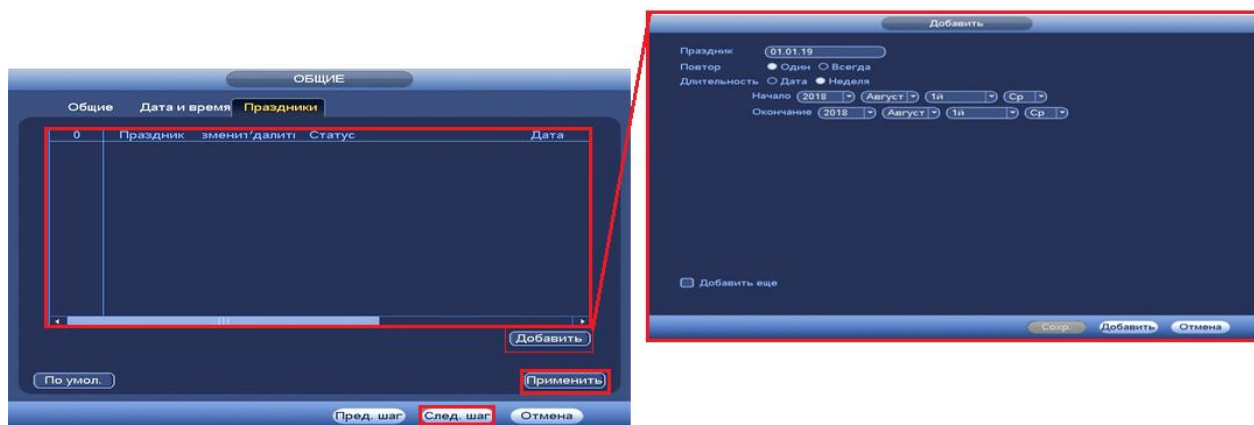 ОБЩИЕ
Общие Дата и время Праздники
0 Праздник зменит'далит Статус Дата
Добавить
По умол. Применить
Пред. шаг След. шаг Отмена
Добавить
Праздник 01.01.19
Повтор Один Всегда
Длительность Дата Неделя
Начало 2018 Август 1й Ср
Окончание 2018 Август 1й Ср
Добавить еще
Сохр. Добавить Отмена